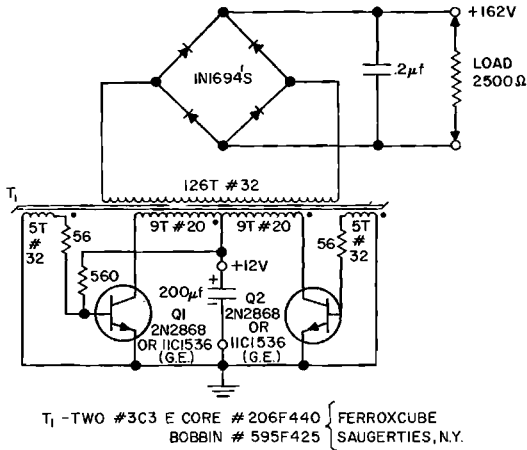 +162V
1N1694'S
.2μf
LOAD
2500Ω
126T #32
T1
5T
#
32
9T #20
9T #20
5T
#
32
56
56
560
+12V
+
200μf
Q1
2N2868
OR 11C1536
(G.E.)
Q2
2N2868
OR
11C1536
(G.E.)
T1 - TWO #3C3 E CORE #206F440 { FERROXCUBE
BOBBIN # 595F425 { SAUGERTIES, N.Y.